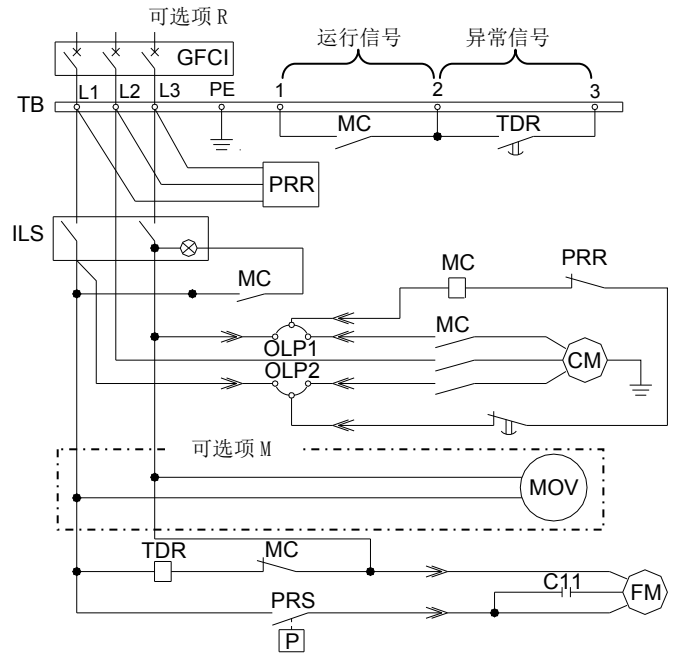 可选项 R
运行信号 异常信号
GFCI
TB L1 L2 L3 PE 1 2 3
MC TDR
PRR
ILS
MC
MC PRR
MC
OLP1
CM
OLP2
可选项 M
MOV
TDR MC
C11
FM
PRS
P